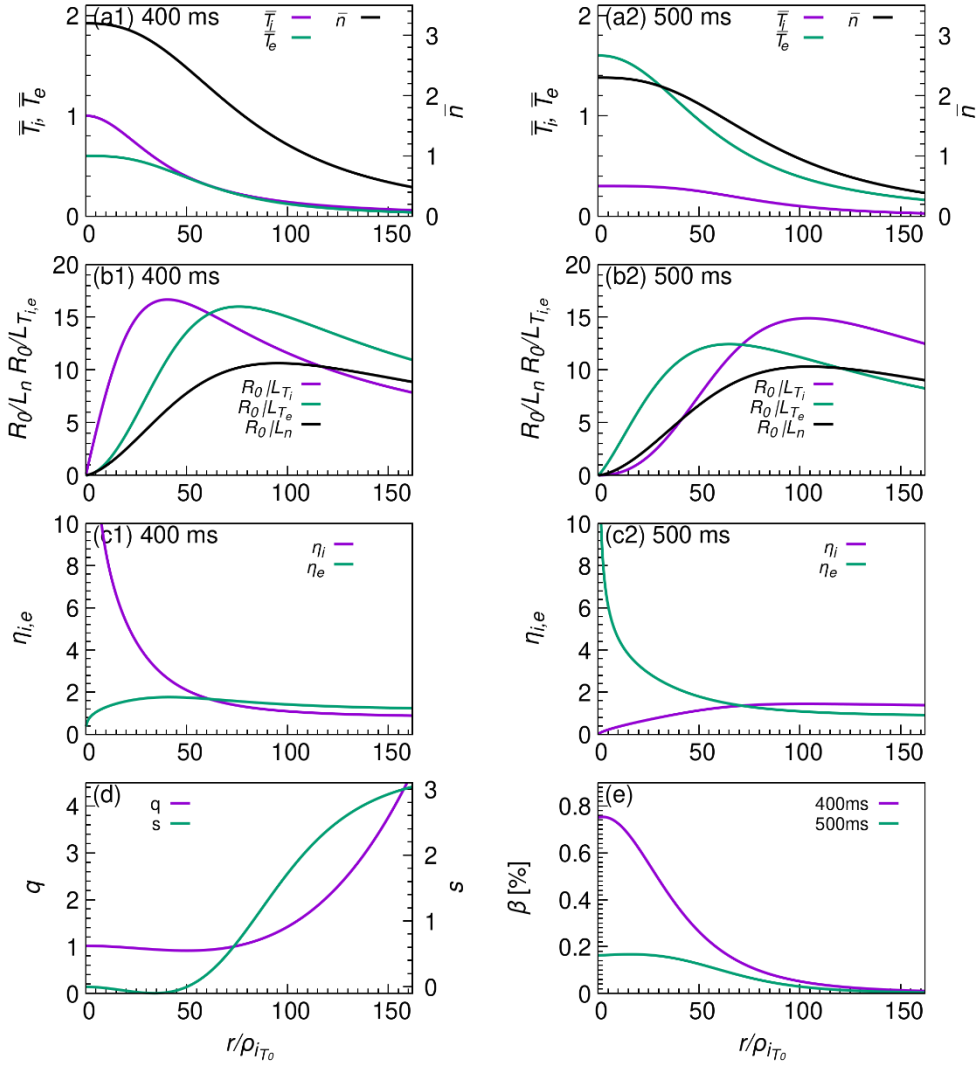 (a1) 400 ms
T̅i
T̅e
n̅
T̅i, T̅e
n̅
0
1
2
0
1
2
3
0
50
100
150
(a2) 500 ms
T̅i
T̅e
n̅
T̅i, T̅e
n̅
0
1
2
0
1
2
3
0
50
100
150
(b1) 400 ms
R0/Ln R0/LTi,e
R0/LTi
R0/LTe
R0/Ln
0
5
10
15
20
0
50
100
150
(b2) 500 ms
R0/Ln R0/LTi,e
R0/LTi
R0/LTe
R0/Ln
0
5
10
15
20
0
50
100
150
(c1) 400 ms
ηi,e
ηi
ηe
0
2
4
6
8
10
0
50
100
150
(c2) 500 ms
ηi,e
ηi
ηe
0
2
4
6
8
10
0
50
100
150
(d)
q
s
q
s
0
1
2
3
4
0
1
2
3
0
50
100
150
r/ρiT0
(e)
400ms
500ms
β [%]
0
0.2
0.4
0.6
0.8
0
50
100
150
r/ρiT0